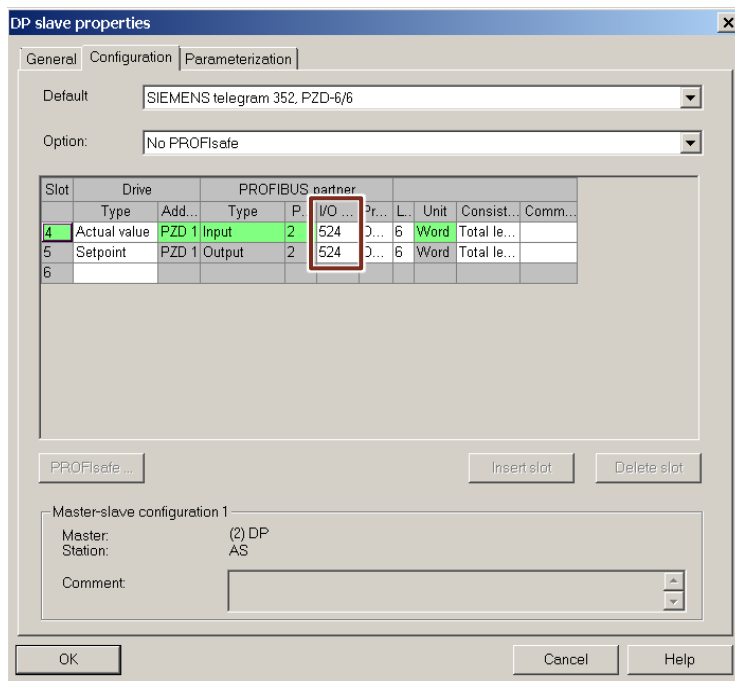 DP slave properties
General Configuration Parameterization
Default SIEMENS telegram 352, PZD-6/6
Option: No PROFIsafe
Slot Drive PROFIBUS partner
Type Add... Type P. I/O ... Pr... L.. Unit Consist... Comm...
4 Actual value PZD 1 Input 2 524 D... 6 Word Total le...
5 Setpoint PZD 1 Output 2 524 D... 6 Word Total le...
6
PROFIsafe ... Insert slot Delete slot
Master-slave configuration 1
Master: (2) DP
Station: AS
Comment:
OK Cancel Help